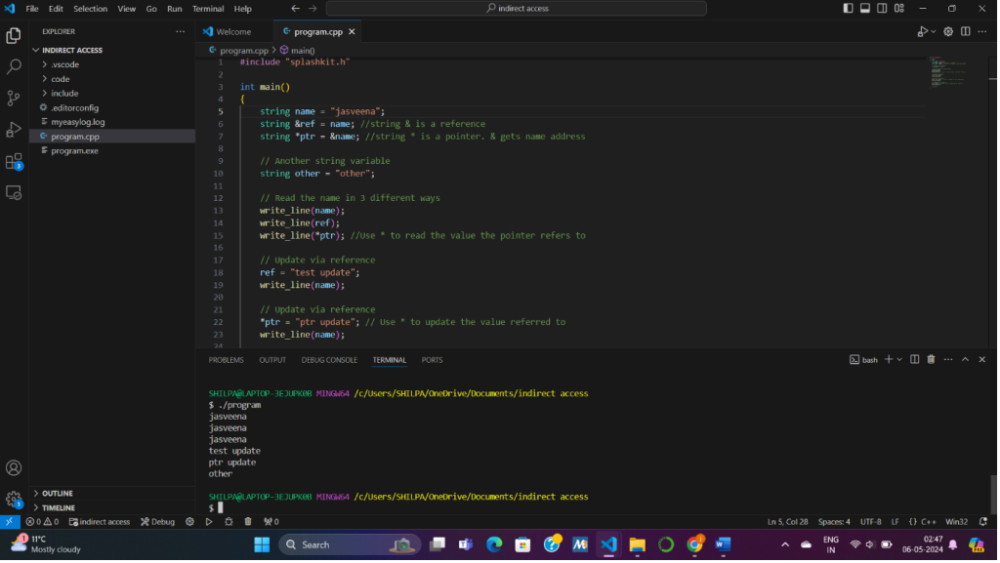 File Edit Selection View Go Run Terminal Help
indirect access
EXPLORER
INDIRECT ACCESS
.vscode
code
include
.editorconfig
myeasylog.log
program.cpp
program.exe
OUTLINE
TIMELINE
3
1
Welcome
program.cpp
program.cpp > main()
1 #include "splashkit.h"
2
3 int main()
4 {
5 string name = "jasveena";
6 string &ref = name; //string & is a reference
7 string *ptr = &name; //string * is a pointer. & gets name address
8
9 // Another string variable
10 string other = "other";
11
12 // Read the name in 3 different ways
13 write_line(name);
14 write_line(ref);
15 write_line(*ptr); //Use * to read the value the pointer refers to
16
17 // Update via reference
18 ref = "test update";
19 write_line(name);
20
21 // Update via reference
22 *ptr = "ptr update"; // Use * to update the value referred to
23 write_line(name);
24
PROBLEMS OUTPUT DEBUG CONSOLE TERMINAL PORTS
bash
SHILPA@LAPTOP-3EJUPK0B MINGW64 /c/Users/SHILPA/OneDrive/Documents/indirect access
$ ./program
jasveena
jasveena
jasveena
test update
ptr update
other
SHILPA@LAPTOP-3EJUPK0B MINGW64 /c/Users/SHILPA/OneDrive/Documents/indirect access
$
0 0 indirect access Debug 0
Ln 5, Col 28 Spaces: 4 UTF-8 LF {} C++ Win32
1
11°C
Mostly cloudy
Search
ENG
IN
02:47
06-05-2024